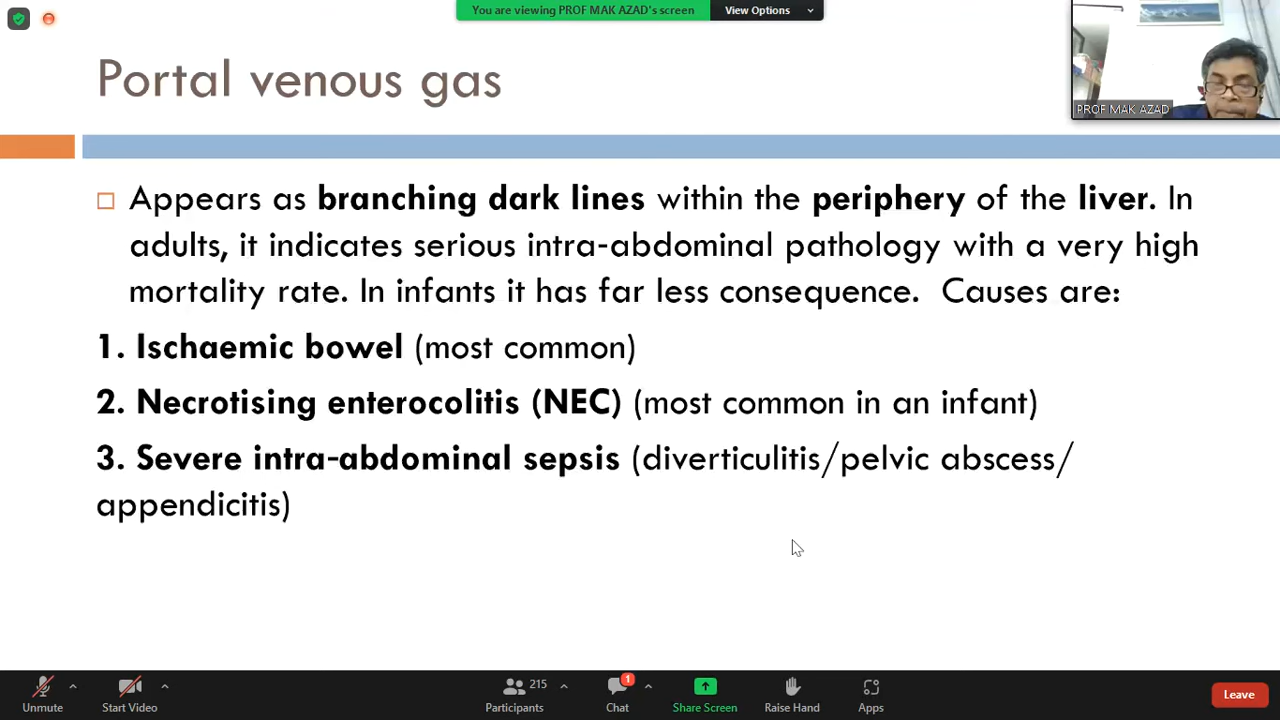 You are viewing PROF MAK AZAD's screen
View Options
Portal venous gas
PROF MAK AZAD
Appears as branching dark lines within the periphery of the liver. In
adults, it indicates serious intra-abdominal pathology with a very high
mortality rate. In infants it has far less consequence. Causes are:
1. Ischaemic bowel (most common)
2. Necrotising enterocolitis (NEC) (most common in an infant)
3. Severe intra-abdominal sepsis (diverticulitis/pelvic abscess/
appendicitis)
Unmute
Start Video
215
Participants
1
Chat
Share Screen
Raise Hand
Apps
Leave